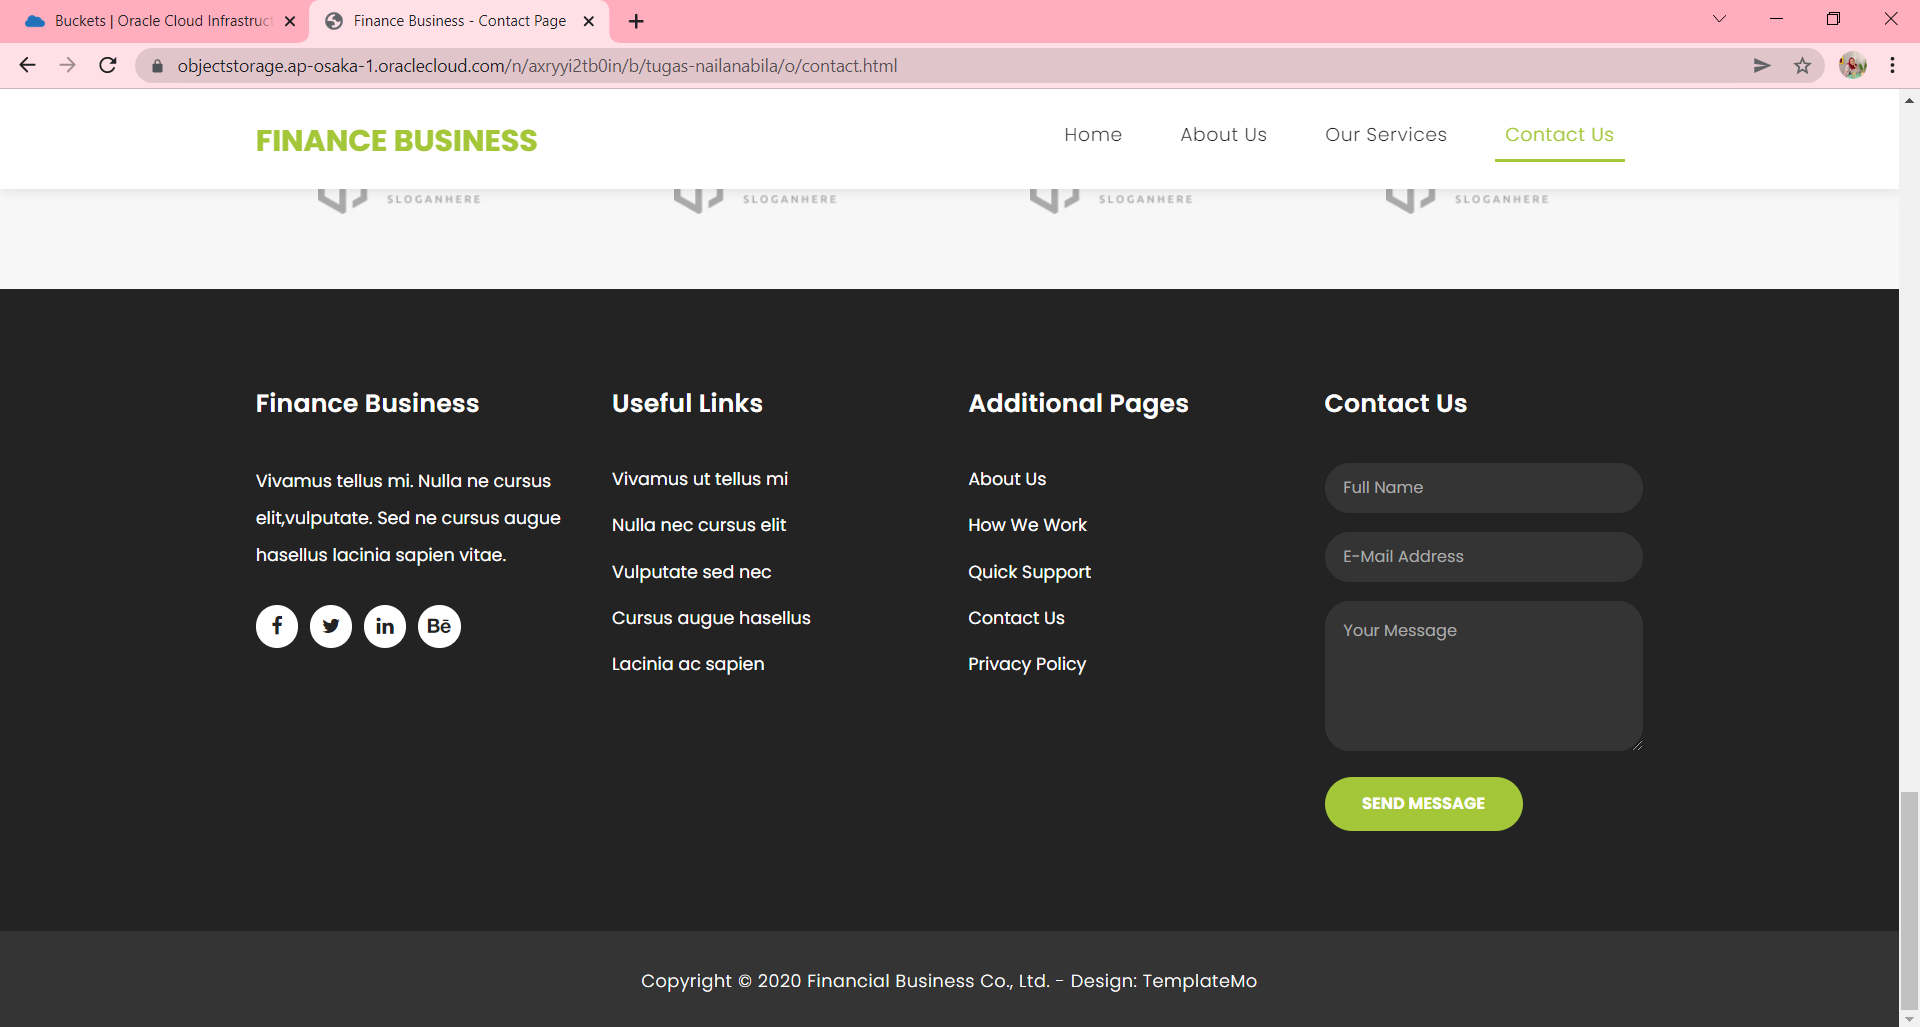 Buckets | Oracle Cloud Infrastruct
Finance Business - Contact Page
objectstorage.ap-osaka-1.oraclecloud.com/n/axryyi2tb0in/b/tugas-nailanabila/o/contact.html
FINANCE BUSINESS
Home
About Us
Our Services
Contact Us
SLOGANHERE
SLOGANHERE
SLOGANHERE
SLOGANHERE
Finance Business
Vivamus tellus mi. Nulla ne cursus
elit,vulputate. Sed ne cursus augue
hasellus lacinia sapien vitae.
f
in
Bē
Useful Links
Vivamus ut tellus mi
Nulla nec cursus elit
Vulputate sed nec
Cursus augue hasellus
Lacinia ac sapien
Additional Pages
About Us
How We Work
Quick Support
Contact Us
Privacy Policy
Contact Us
Full Name
E-Mail Address
Your Message
SEND MESSAGE
Copyright © 2020 Financial Business Co., Ltd. - Design: TemplateMo